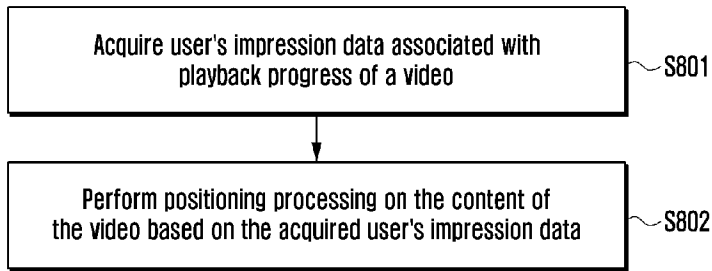 Acquire user's impression data associated with
playback progress of a video
S801
Perform positioning processing on the content of
the video based on the acquired user's impression data
S802